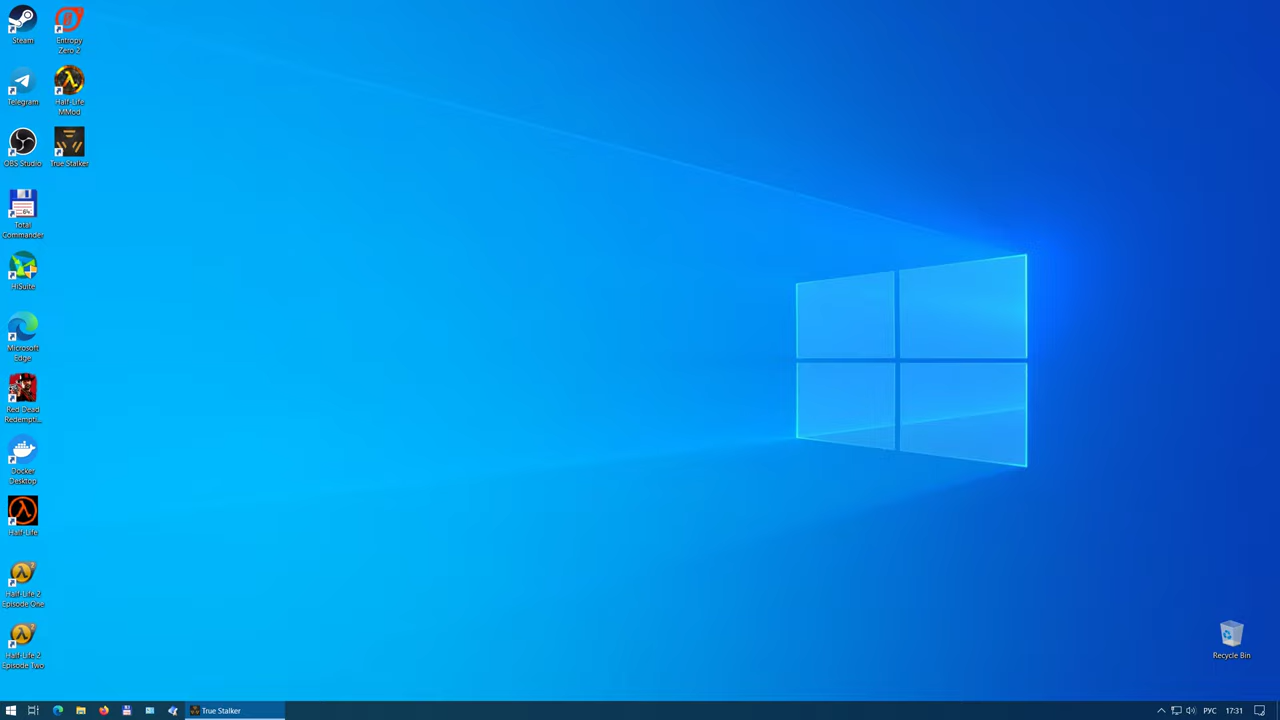 Steam
Entropy
Zero 2
Telegram
Half-Life
MMod
OBS Studio
True Stalker
Total
Commander
HiSuite
Microsoft
Edge
Red Dead
Redempti...
Docker
Desktop
Half-Life
Half-Life 2
Episode One
Half-Life 2
Episode Two
Recycle Bin
True Stalker
РУС
17:31